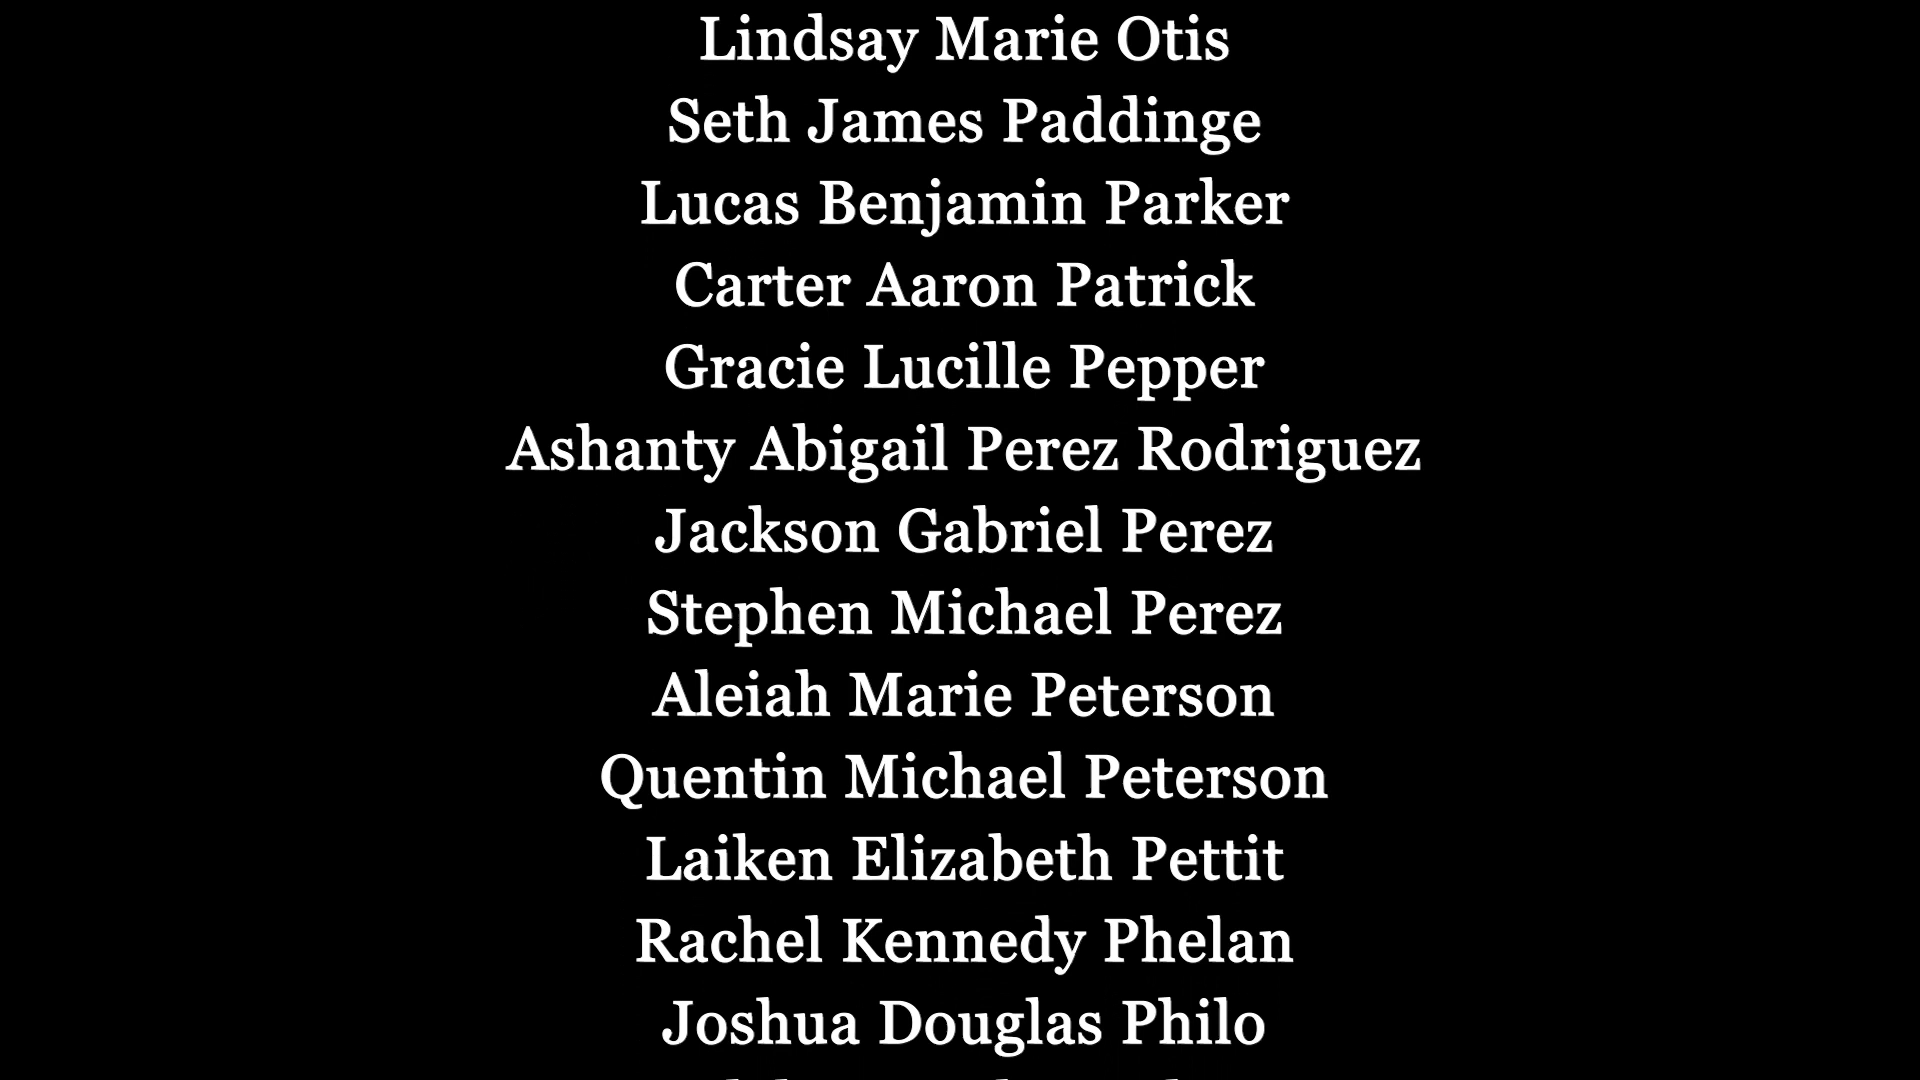 Lindsay Marie Otis
Seth James Paddinge
Lucas Benjamin Parker
Carter Aaron Patrick
Gracie Lucille Pepper
Ashanty Abigail Perez Rodriguez
Jackson Gabriel Perez
Stephen Michael Perez
Aleiah Marie Peterson
Quentin Michael Peterson
Laiken Elizabeth Pettit
Rachel Kennedy Phelan
Joshua Douglas Philo